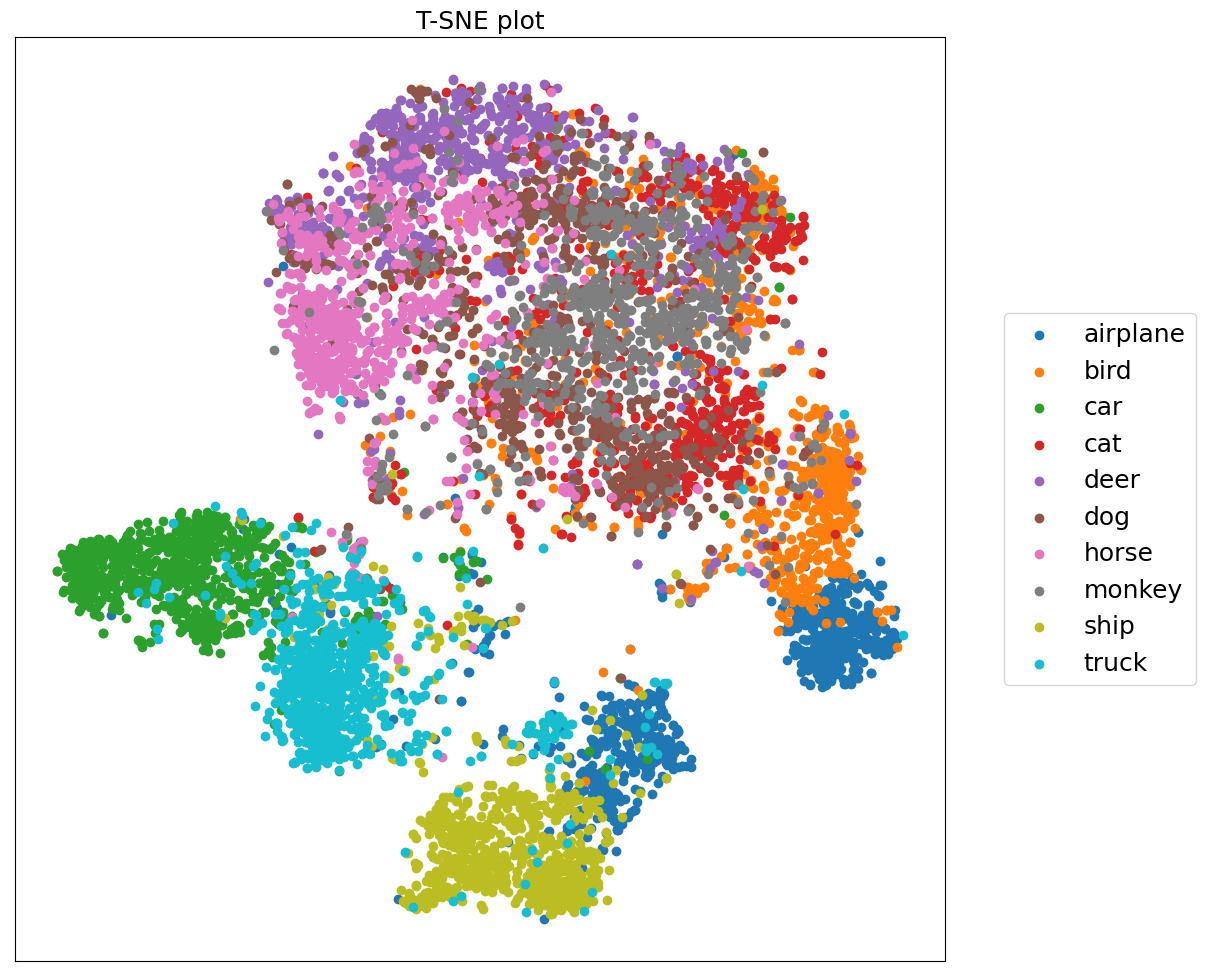 T-SNE plot
airplane
bird
car
cat
deer
dog
horse
monkey
ship
truck